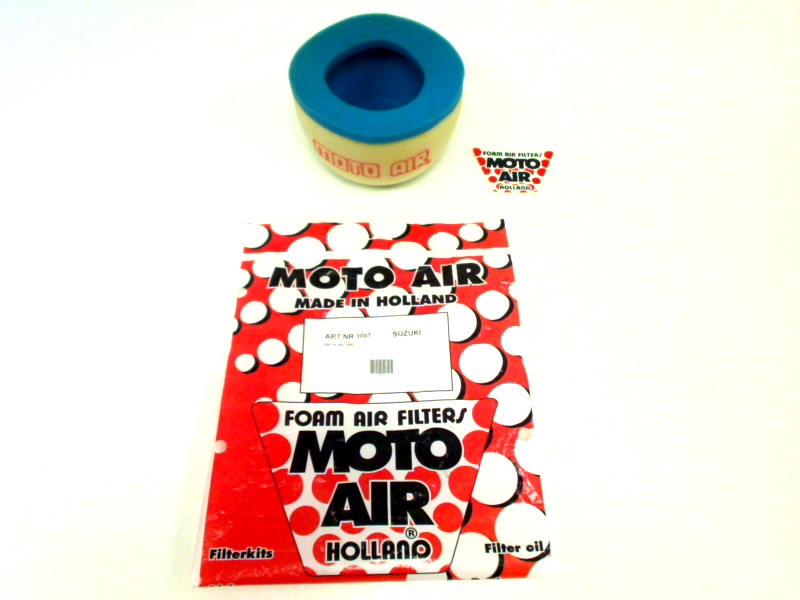 MOTO AIR
FOAM AIR FILTERS
MOTO
AIR
HOLLAND
MOTO AIR
MADE IN HOLLAND
ART NR 1007 SUZUKI
FOAM AIR FILTERS
MOTO
AIR
®
HOLLAND
Filterkits
Filter oil